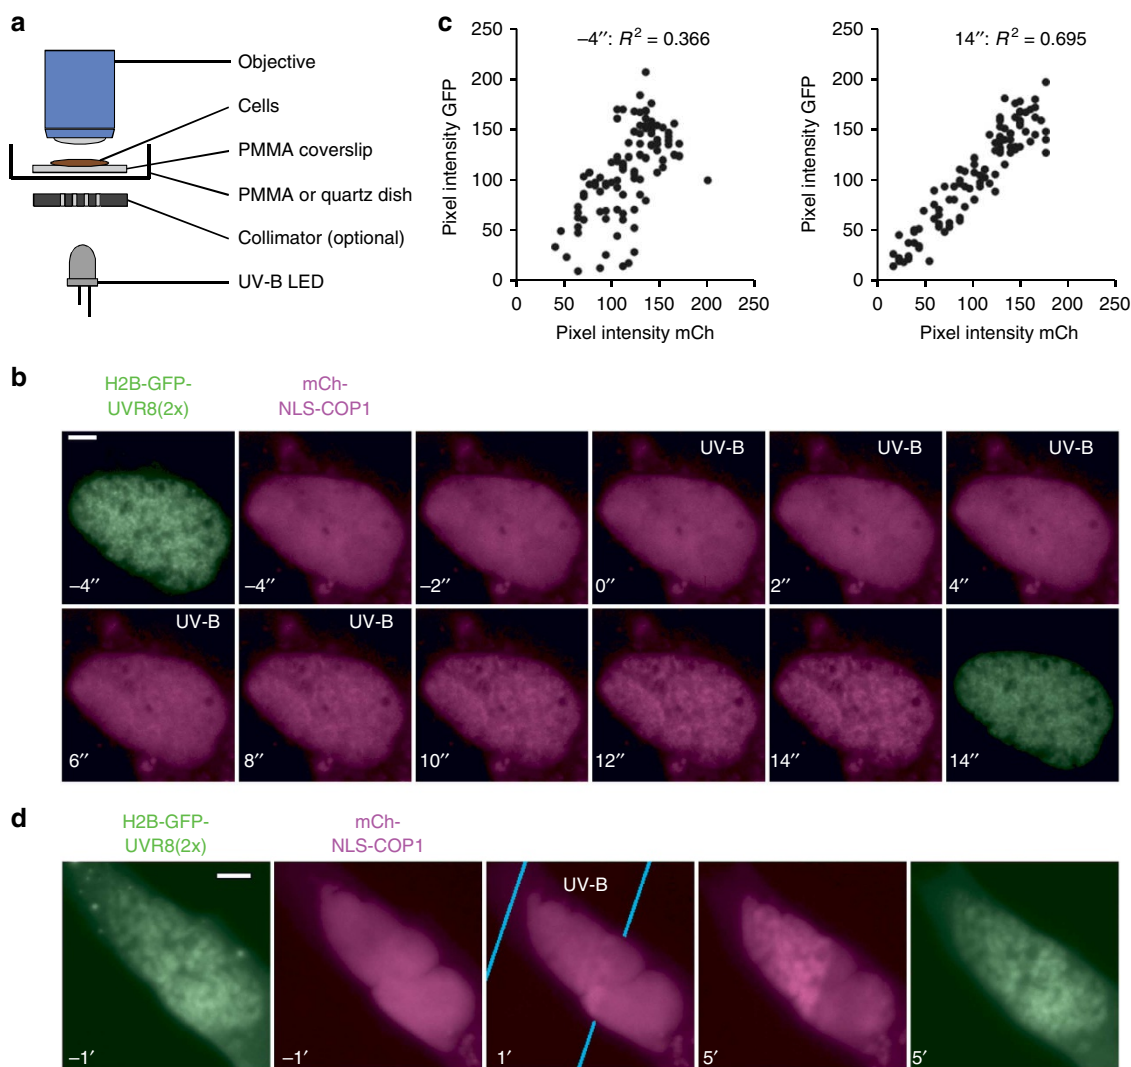 a
Objective
Cells
PMMA coverslip
PMMA or quartz dish
Collimator (optional)
UV-B LED
c
–4″: R² = 0.366
Pixel intensity GFP
250
200
150
100
50
0
0 50 100 150 200 250
Pixel intensity mCh
14″: R² = 0.695
Pixel intensity GFP
250
200
150
100
50
0
0 50 100 150 200 250
Pixel intensity mCh
b
H2B-GFP-
UVR8(2x)
mCh-
NLS-COP1
–4″
–4″
–2″
UV-B
0″
UV-B
2″
UV-B
4″
UV-B
6″
UV-B
8″
10″
12″
14″
14″
d
H2B-GFP-
UVR8(2x)
mCh-
NLS-COP1
–1′
–1′
UV-B
1′
5′
5′